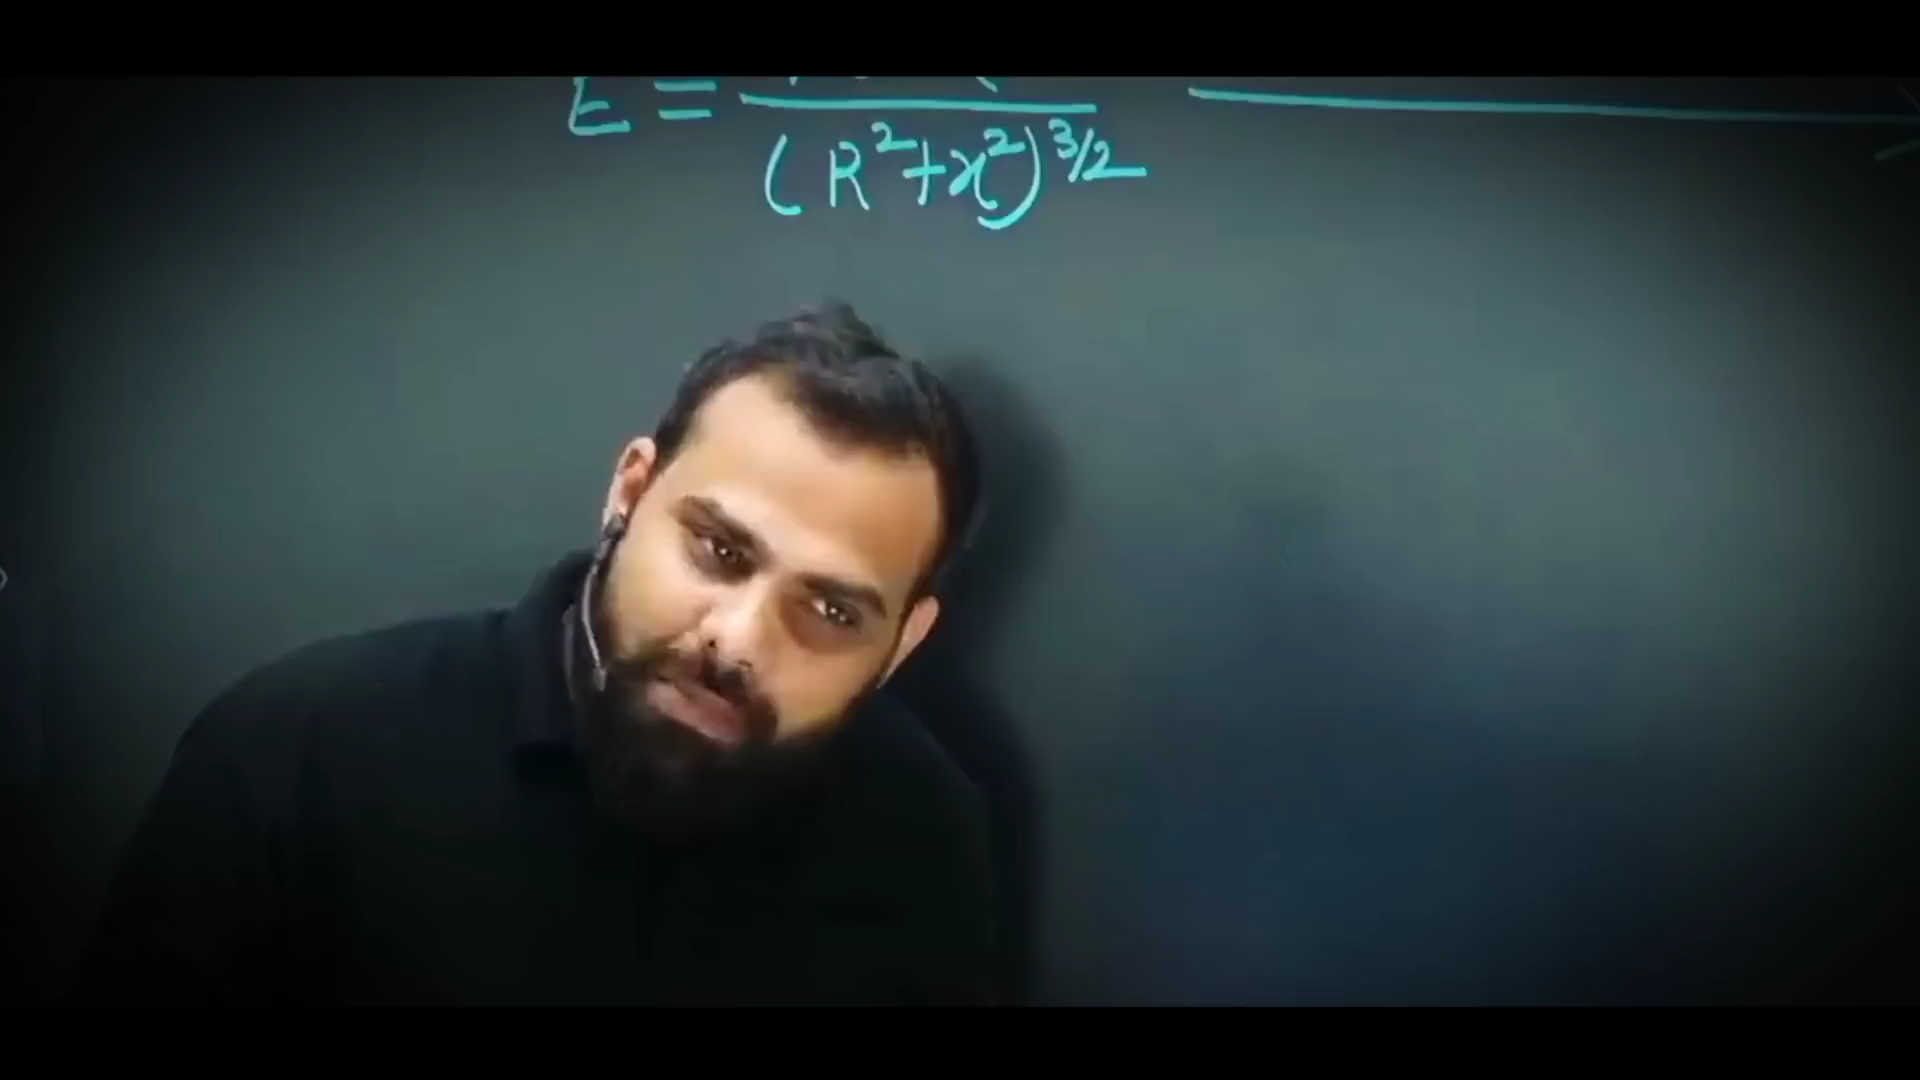 E =
(R²+x²)^3/2